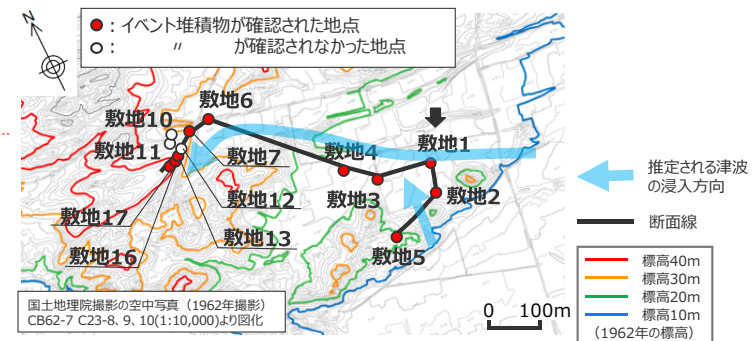 ●：イベント堆積物が確認された地点
○：　　〃　　が確認されなかった地点
N
敷地6
敷地10
敷地1
敷地11
敷地7
敷地4
敷地12
敷地3
敷地2
敷地17
敷地13
敷地5
敷地16
推定される津波
の浸入方向
断面線
標高40m
標高30m
標高20m
標高10m
（1962年の標高）
国土地理院撮影の空中写真（1962年撮影）
CB62-7 C23-8、9、10(1:10,000)より図化
0 100m